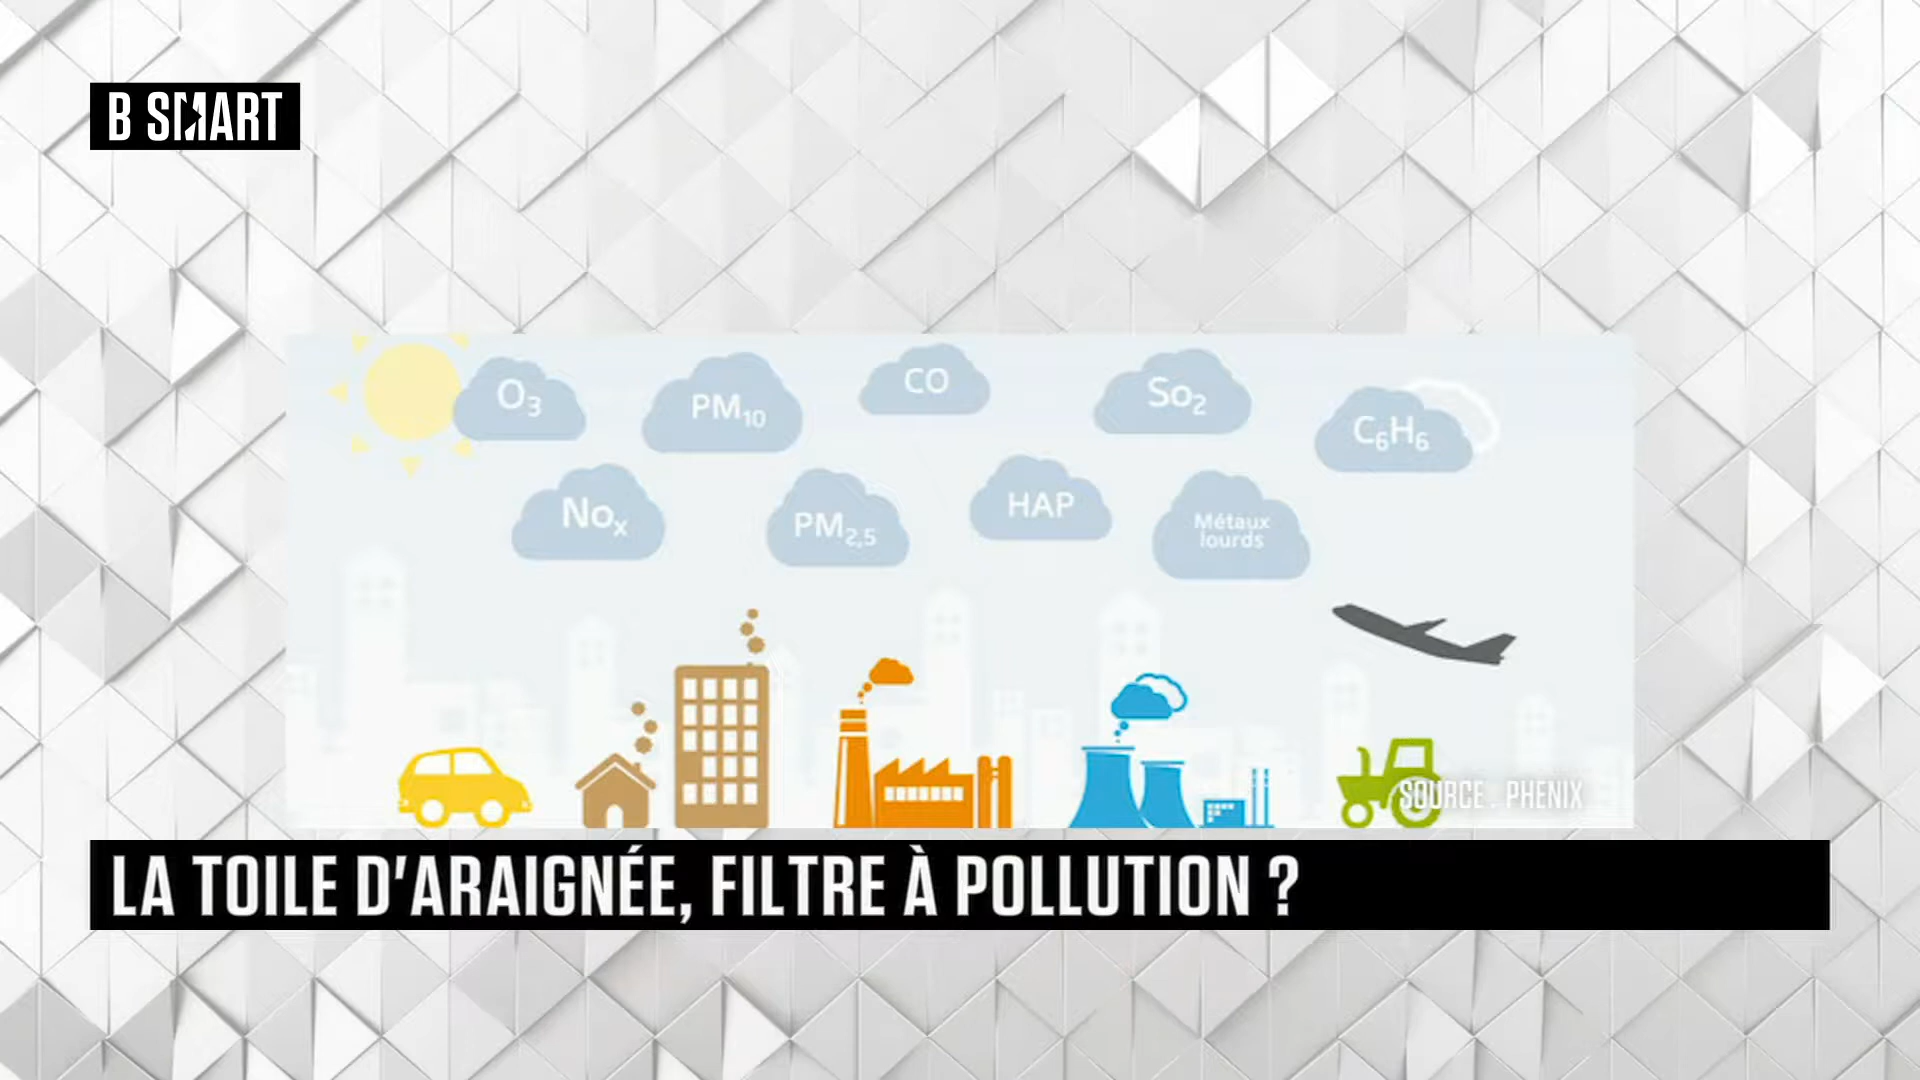 B SMART
O₃
PM₁₀
CO
So₂
C₆H₆
Noₓ
PM₂,₅
HAP
Métaux
lourds
SOURCE . PHENIX
LA TOILE D'ARAIGNÉE, FILTRE À POLLUTION ?